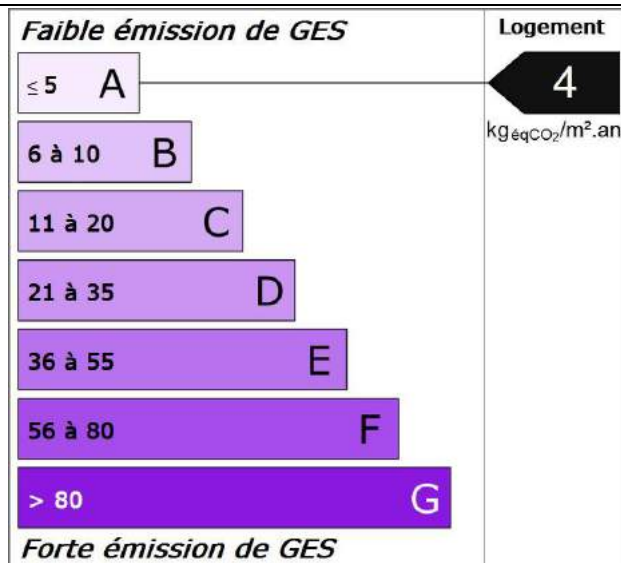 Faible émission de GES
Logement
≤ 5 A
4
kgéqCO₂/m².an
6 à 10 B
11 à 20 C
21 à 35 D
36 à 55 E
56 à 80 F
> 80 G
Forte émission de GES